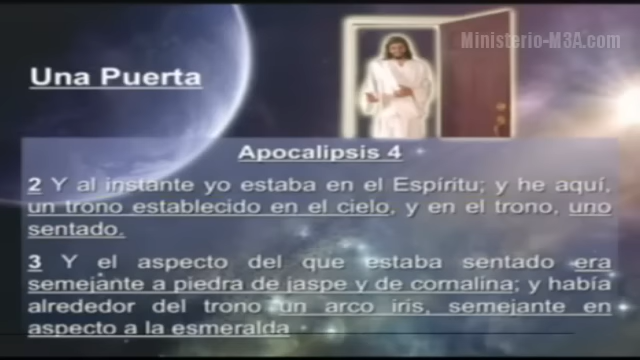 Ministerio-M3A.com
Una Puerta
Apocalipsis 4
2 Y al instante yo estaba en el Espíritu; y he aquí,
un trono establecido en el cielo, y en el trono, uno
sentado.
3 Y el aspecto del que estaba sentado era
semejante a piedra de jaspe y de cornalina; y había
alrededor del trono un arco iris, semejante en
aspecto a la esmeralda